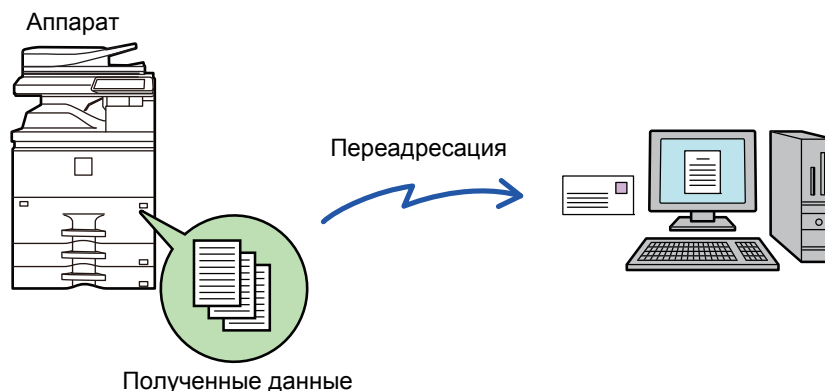 Аппарат
Переадресация
Полученные данные